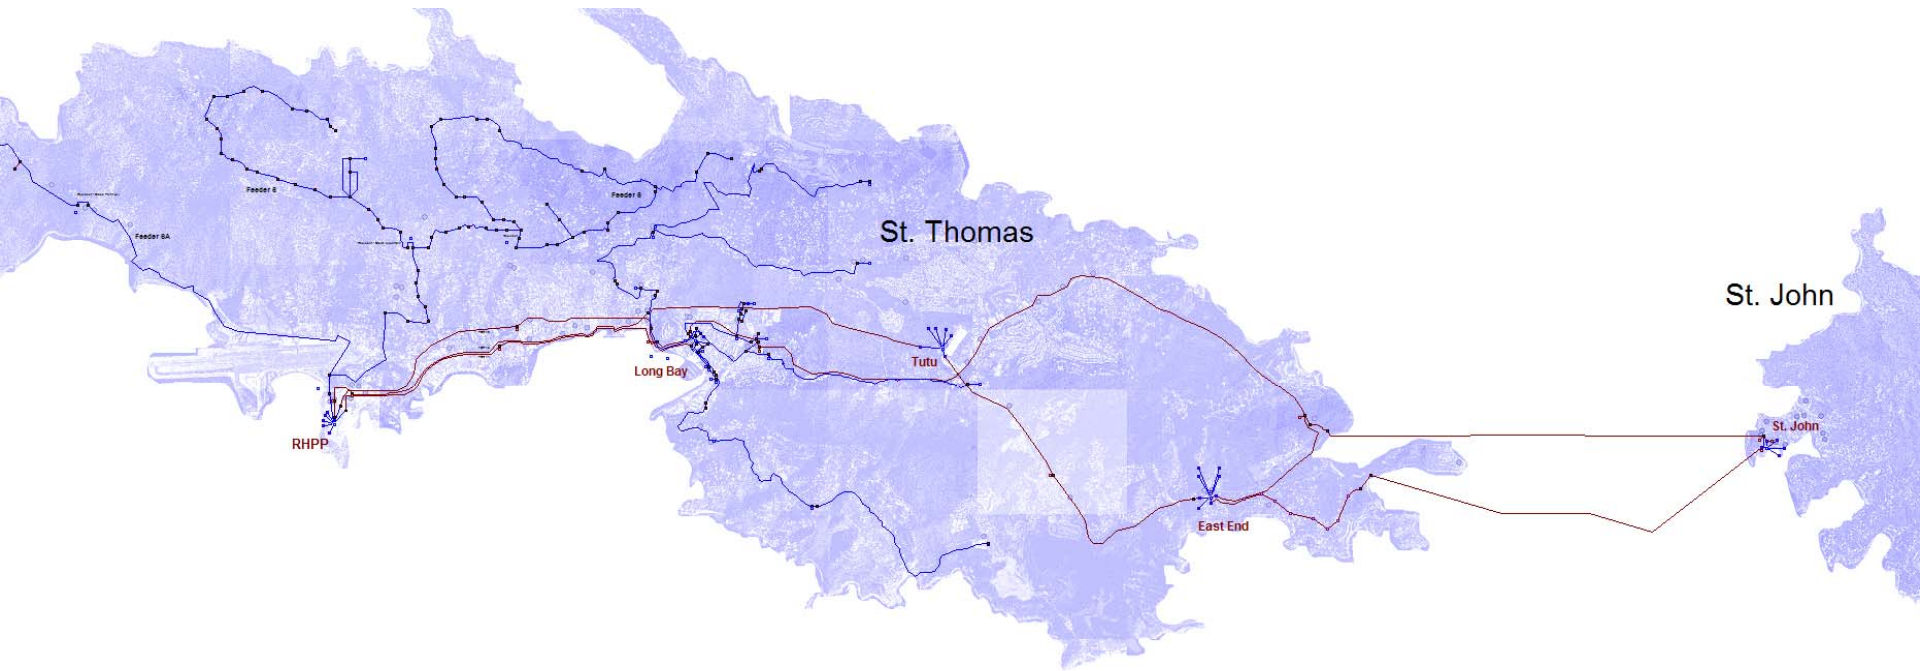 Feeder 6
Feeder 6
St. Thomas
Feeder 6A
St. John
Tutu
Long Bay
St. John
RHPP
East End